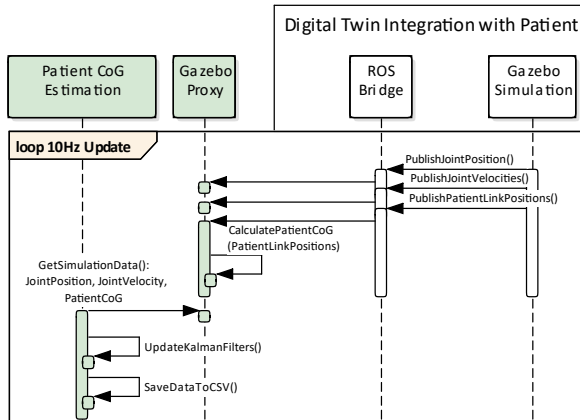 Digital Twin Integration with Patient
Patient CoG
Estimation
Gazebo
Proxy
ROS
Bridge
Gazebo
Simulation
loop 10Hz Update
PublishJointPosition()
PublishJointVelocities()
PublishPatientLinkPositions()
CalculatePatientCoG
(PatientLinkPositions)
GetSimulationData():
JointPosition, JointVelocity,
PatientCoG
UpdateKalmanFilters()
SaveDataToCSV()